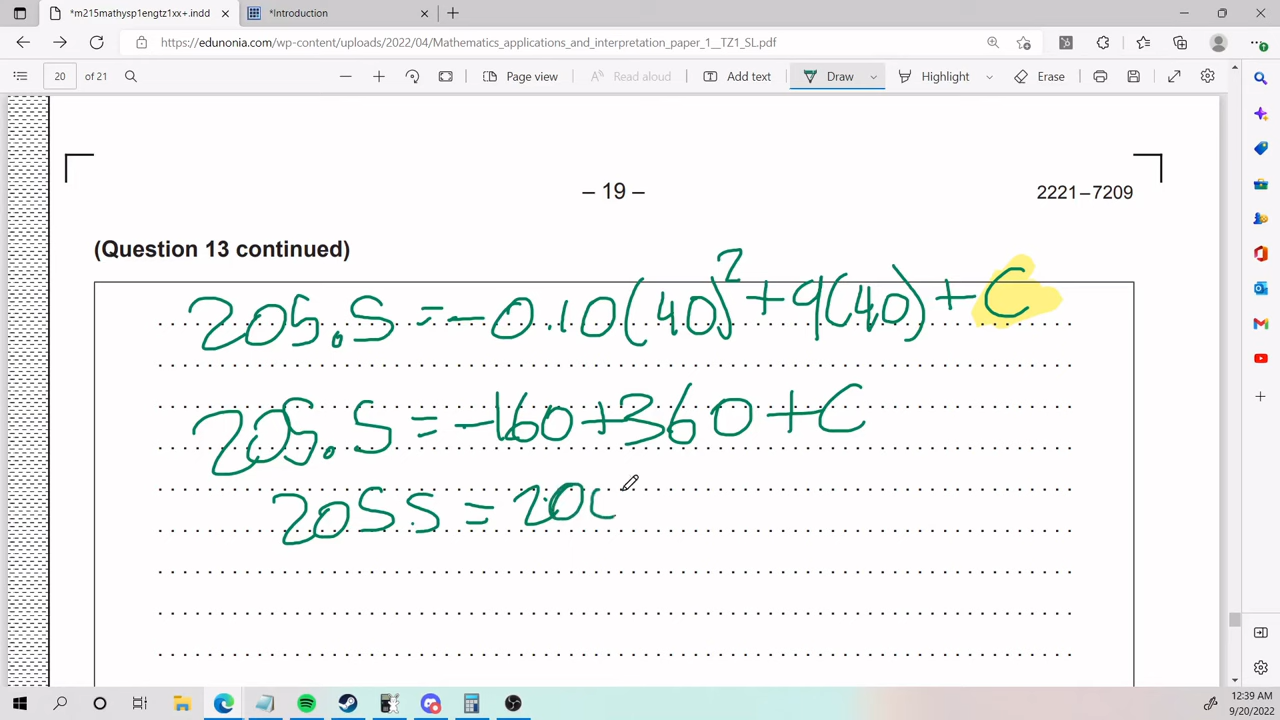 *m215mathysp1engtz1xx+.indd
*Introduction
https://edunonia.com/wp-content/uploads/2022/04/Mathematics_applications_and_interpretation_paper_1__TZ1_SL.pdf
20 of 21 Page view Read aloud Add text Draw Highlight Erase
– 19 –
2221–7209
(Question 13 continued)
205.5 = -0.10(40)² + 9(40) + C
205.5 = -160 + 360 + C
205.5 = 200
12:39 AM
9/20/2022